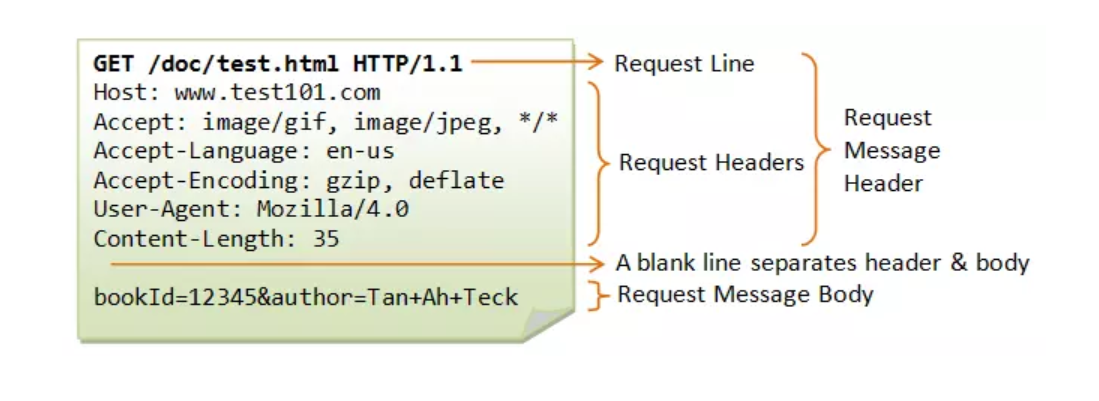 GET /doc/test.html HTTP/1.1
Host: www.test101.com
Accept: image/gif, image/jpeg, */*
Accept-Language: en-us
Accept-Encoding: gzip, deflate
User-Agent: Mozilla/4.0
Content-Length: 35
bookId=12345&author=Tan+Ah+Teck
Request Line
Request Headers
Request
Message
Header
A blank line separates header & body
Request Message Body